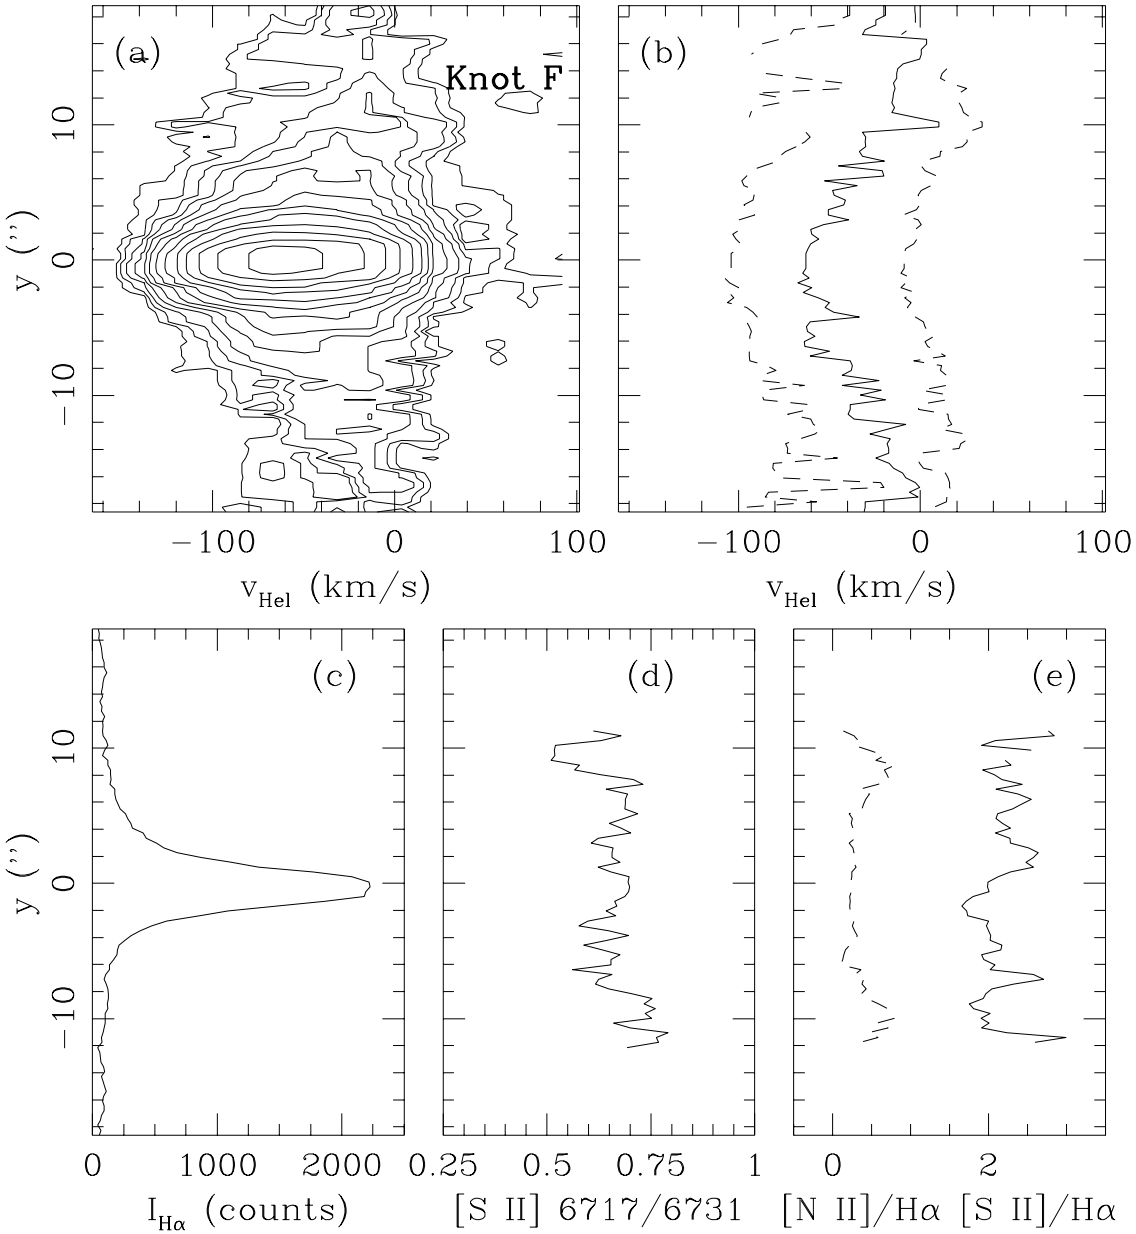 (a)
Knot F
(b)
10
0
−10
y (’’)
−100 0 100
−100 0 100
v_Hel (km/s)
v_Hel (km/s)
(c)
(d)
(e)
10
0
−10
y (’’)
0 1000 2000
0.25 0.5 0.75 1
0 2
I_Hα (counts)
[S II] 6717/6731
[N II]/Hα [S II]/Hα